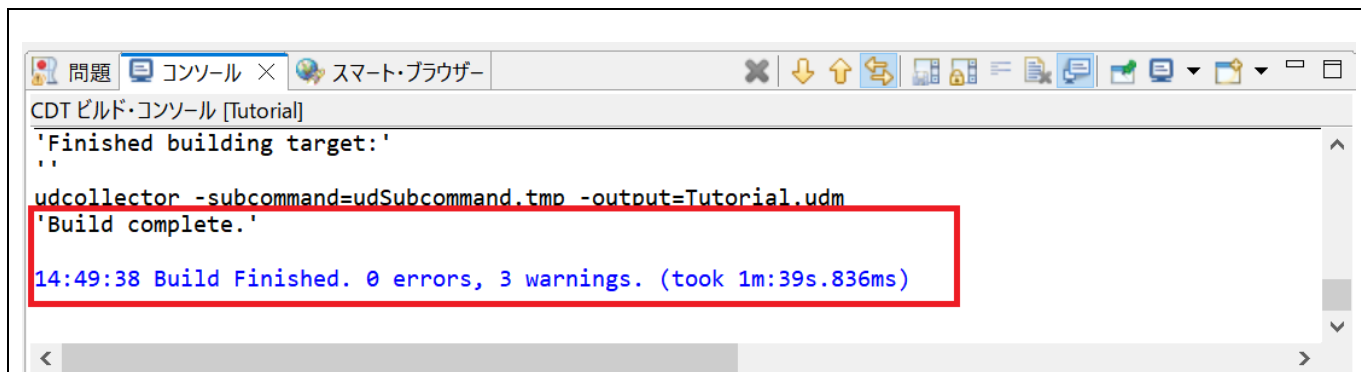 問題 コンソール スマート・ブラウザー
CDT ビルド・コンソール [Tutorial]
'Finished building target:'
''
udcollector -subcommand=udSubcommand.tmp -output=Tutorial.udm
'Build complete.'
14:49:38 Build Finished. 0 errors, 3 warnings. (took 1m:39s.836ms)